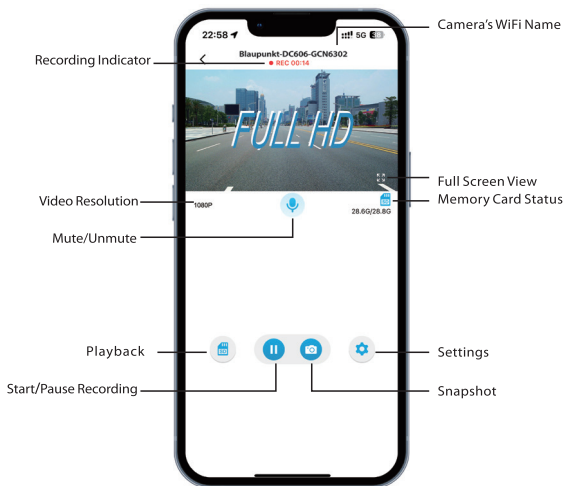 Camera's WiFi Name
22:58
5G
Blaupunkt-DC606-GCN6302
Recording Indicator
REC 00:14
FULL HD
Full Screen View
Video Resolution
1080P
Memory Card Status
28.6G/28.8G
Mute/Unmute
Playback
Settings
Start/Pause Recording
Snapshot